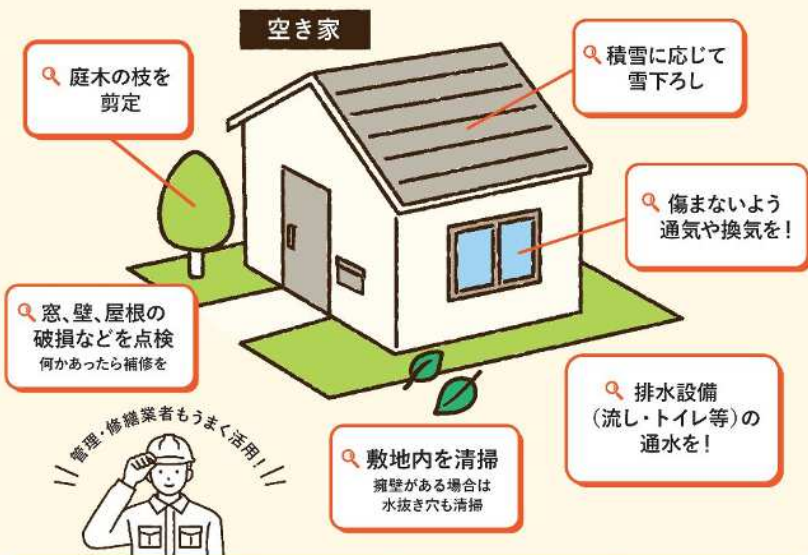 空き家
庭木の枝を
剪定
積雪に応じて
雪下ろし
傷まないよう
通気や換気を!
窓、壁、屋根の
破損などを点検
何かあったら補修を
排水設備
(流し・トイレ等)の
通水を!
敷地内を清掃
擁壁がある場合は
水抜き穴も清掃
管理・修繕業者もうまく活用!